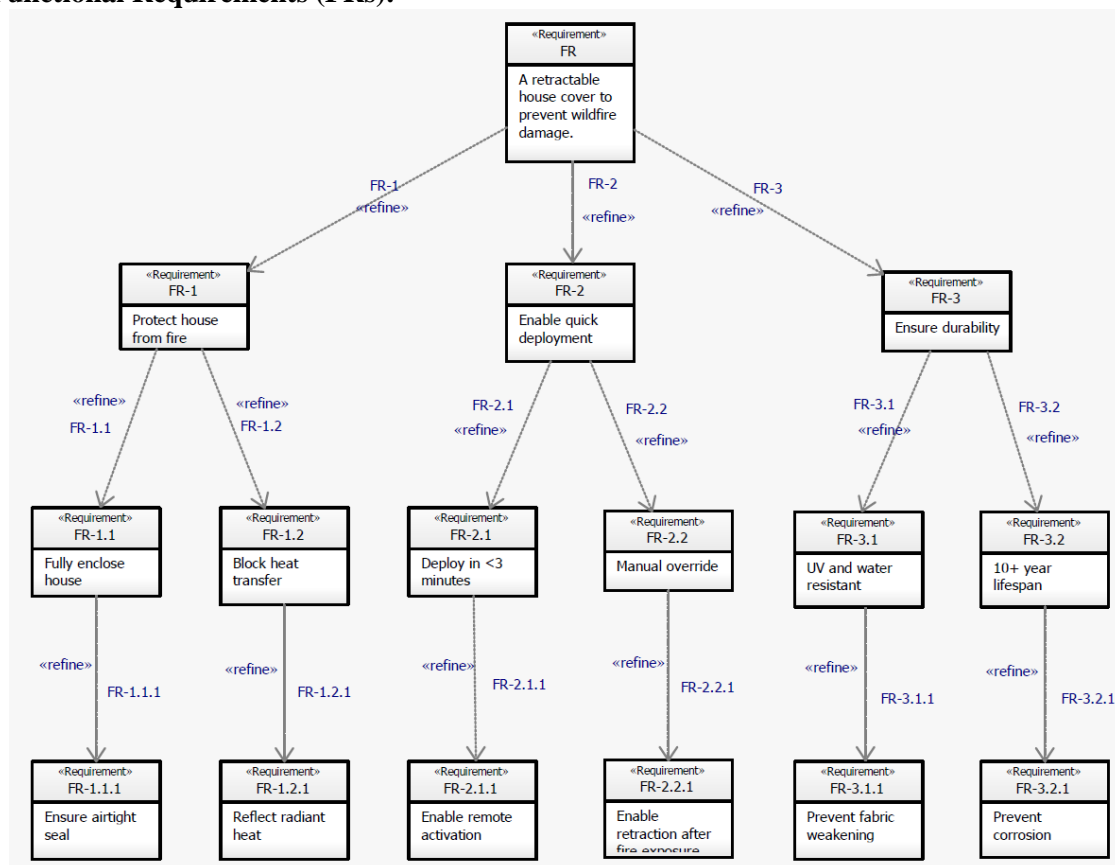 Functional Requirements (FRs):
«Requirement»
FR
A retractable
house cover to
prevent wildfire
damage.
FR-1
«refine»
FR-2
«refine»
FR-3
«refine»
«Requirement»
FR-1
Protect house
from fire
«Requirement»
FR-2
Enable quick
deployment
«Requirement»
FR-3
Ensure durability
«refine»
FR-1.1
«refine»
FR-1.2
FR-2.1
«refine»
FR-2.2
«refine»
FR-3.1
«refine»
FR-3.2
«refine»
«Requirement»
FR-1.1
Fully enclose
house
«Requirement»
FR-1.2
Block heat
transfer
«Requirement»
FR-2.1
Deploy in <3
minutes
«Requirement»
FR-2.2
Manual override
«Requirement»
FR-3.1
UV and water
resistant
«Requirement»
FR-3.2
10+ year
lifespan
«refine»
FR-1.1.1
«refine»
FR-1.2.1
«refine»
FR-2.1.1
«refine»
FR-2.2.1
«refine»
FR-3.1.1
«refine»
FR-3.2.1
«Requirement»
FR-1.1.1
Ensure airtight
seal
«Requirement»
FR-1.2.1
Reflect radiant
heat
«Requirement»
FR-2.1.1
Enable remote
activation
«Requirement»
FR-2.2.1
Enable
retraction after
fire exposure
«Requirement»
FR-3.1.1
Prevent fabric
weakening
«Requirement»
FR-3.2.1
Prevent
corrosion